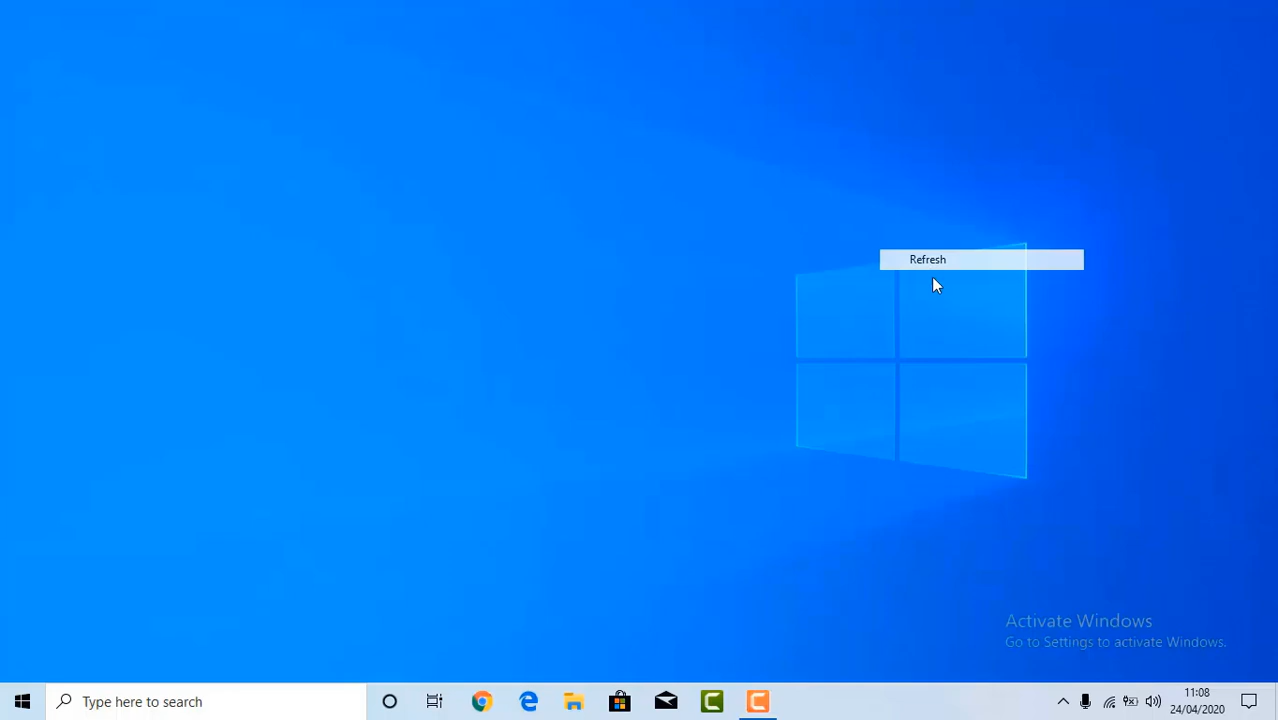 Refresh
Activate Windows
Go to Settings to activate Windows.
Type here to search
11:08
24/04/2020